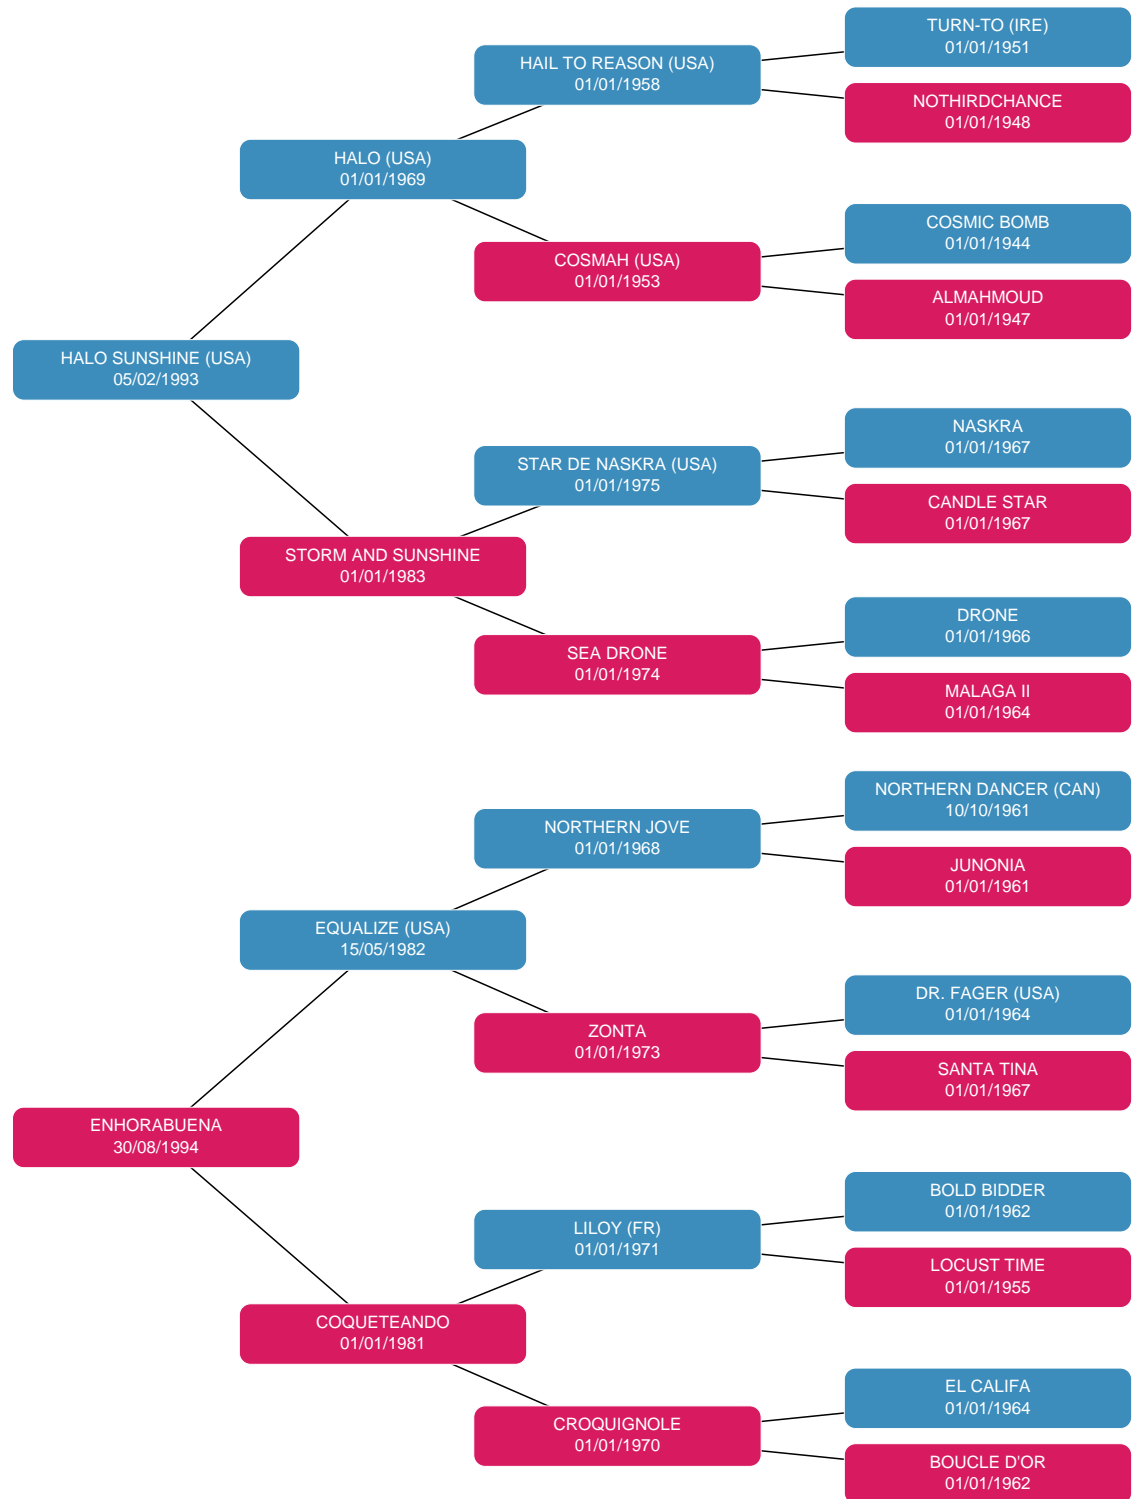 TURN-TO (IRE)
01/01/1951
HAIL TO REASON (USA)
01/01/1958
NOTHIRDCHANCE
01/01/1948
HALO (USA)
01/01/1969
COSMIC BOMB
01/01/1944
COSMAH (USA)
01/01/1953
ALMAHMOUD
01/01/1947
HALO SUNSHINE (USA)
05/02/1993
NASKRA
01/01/1967
STAR DE NASKRA (USA)
01/01/1975
CANDLE STAR
01/01/1967
STORM AND SUNSHINE
01/01/1983
DRONE
01/01/1966
SEA DRONE
01/01/1974
MALAGA II
01/01/1964
NORTHERN DANCER (CAN)
10/10/1961
NORTHERN JOVE
01/01/1968
JUNONIA
01/01/1961
EQUALIZE (USA)
15/05/1982
DR. FAGER (USA)
01/01/1964
ZONTA
01/01/1973
SANTA TINA
01/01/1967
ENHORABUENA
30/08/1994
BOLD BIDDER
01/01/1962
LILOY (FR)
01/01/1971
LOCUST TIME
01/01/1955
COQUETEANDO
01/01/1981
EL CALIFA
01/01/1964
CROQUIGNOLE
01/01/1970
BOUCLE D'OR
01/01/1962